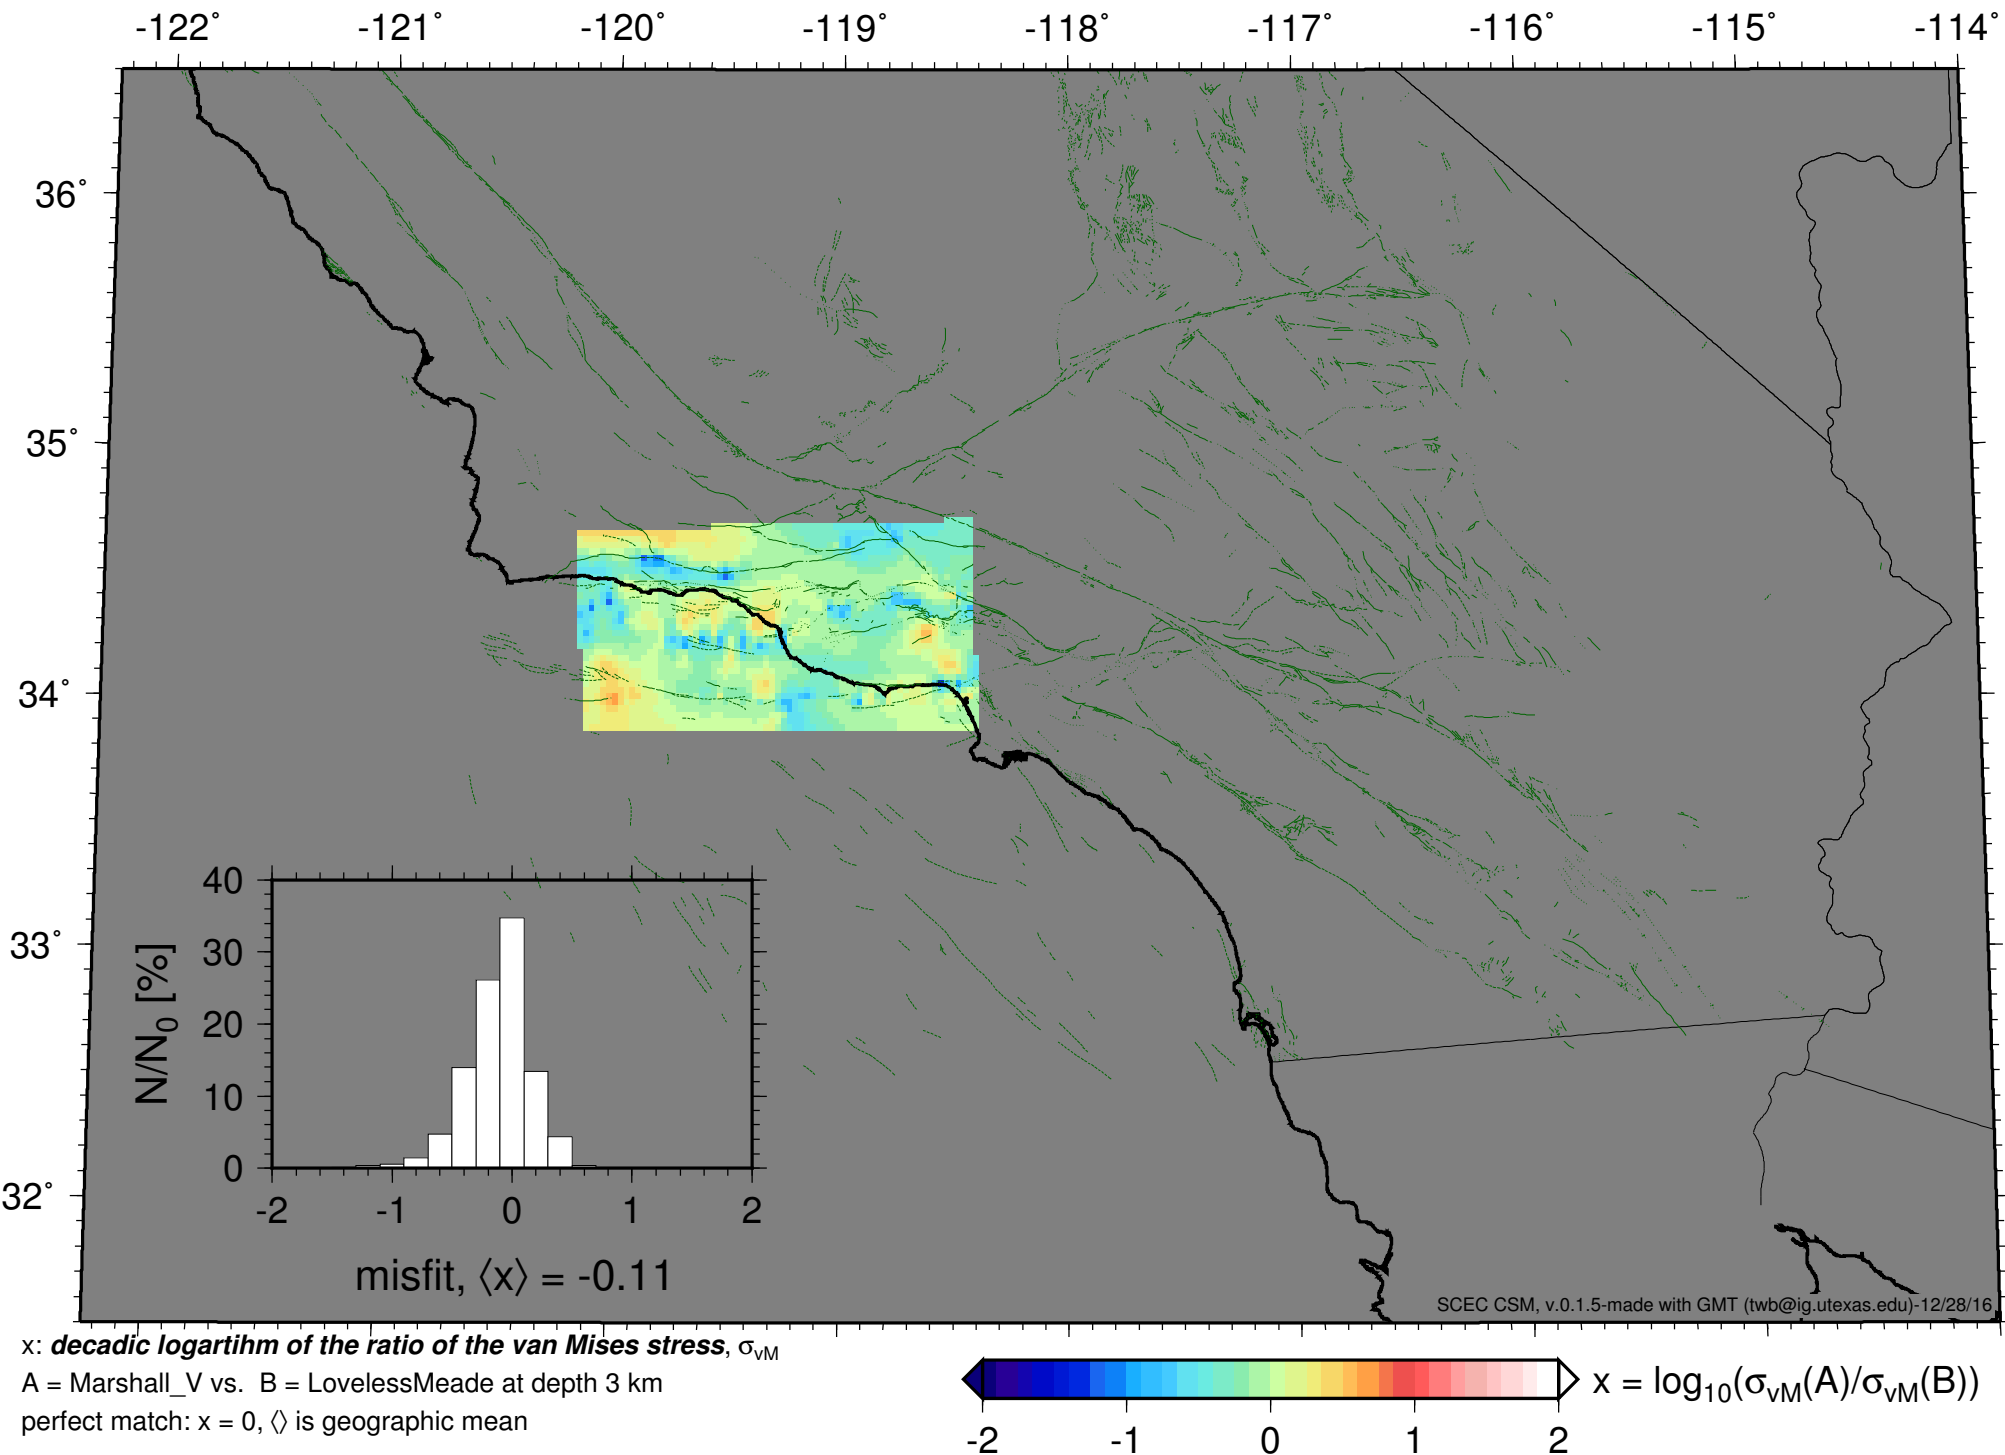 -122° -121° -120° -119° -118° -117° -116° -115° -114°
36°
35°
34°
33°
32°
40
30
20
10
0
N/N0 [%]
-2 -1 0 1 2
misfit, ⟨x⟩ = -0.11
SCEC CSM, v.0.1.5-made with GMT (twb@ig.utexas.edu)-12/28/16
x: decadic logartihm of the ratio of the van Mises stress, σvM
A = Marshall_V vs. B = LovelessMeade at depth 3 km
perfect match: x = 0, ⟨⟩ is geographic mean
x = log10(σvM(A)/σvM(B))
-2 -1 0 1 2